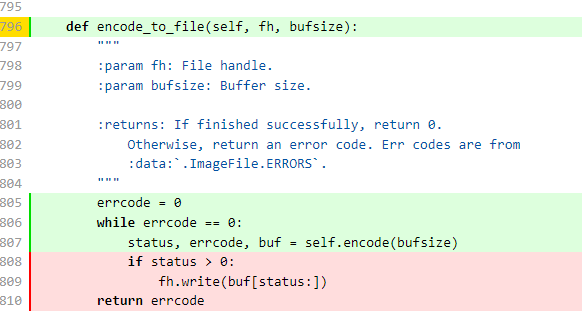 795
796 def encode_to_file(self, fh, bufsize):
797 """
798 :param fh: File handle.
799 :param bufsize: Buffer size.
800
801 :returns: If finished successfully, return 0.
802 Otherwise, return an error code. Err codes are from
803 :data:`.ImageFile.ERRORS`.
804 """
805 errcode = 0
806 while errcode == 0:
807 status, errcode, buf = self.encode(bufsize)
808 if status > 0:
809 fh.write(buf[status:])
810 return errcode